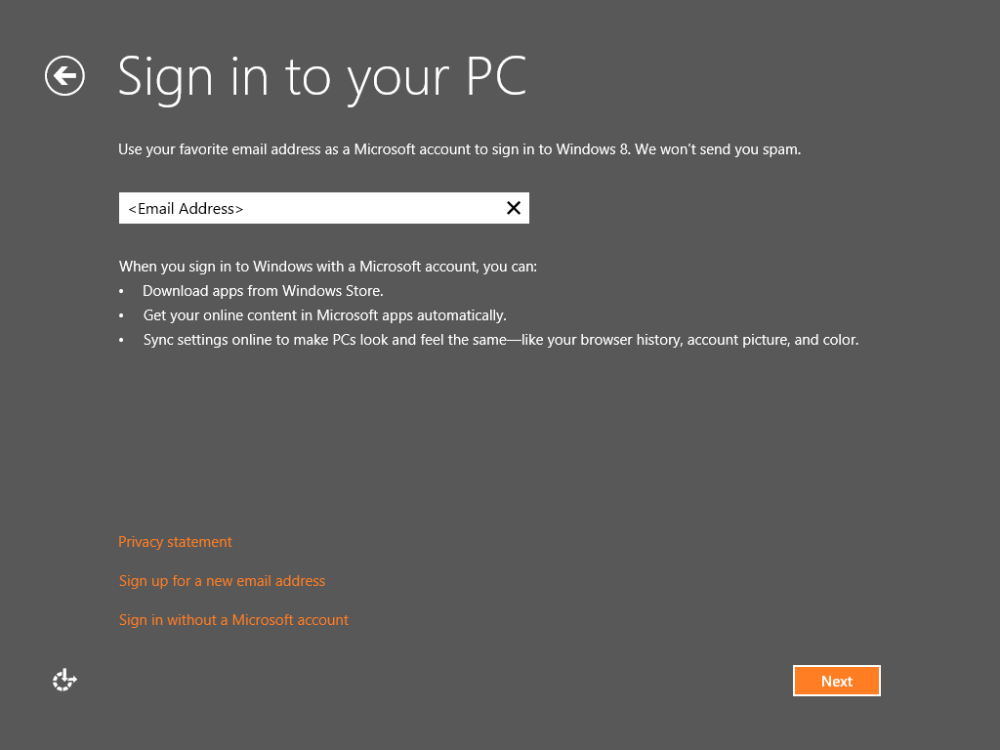 Sign in to your PC
Use your favorite email address as a Microsoft account to sign in to Windows 8. We won't send you spam.
<Email Address>
When you sign in to Windows with a Microsoft account, you can:
• Download apps from Windows Store.
• Get your online content in Microsoft apps automatically.
• Sync settings online to make PCs look and feel the same—like your browser history, account picture, and color.
Privacy statement
Sign up for a new email address
Sign in without a Microsoft account
Next